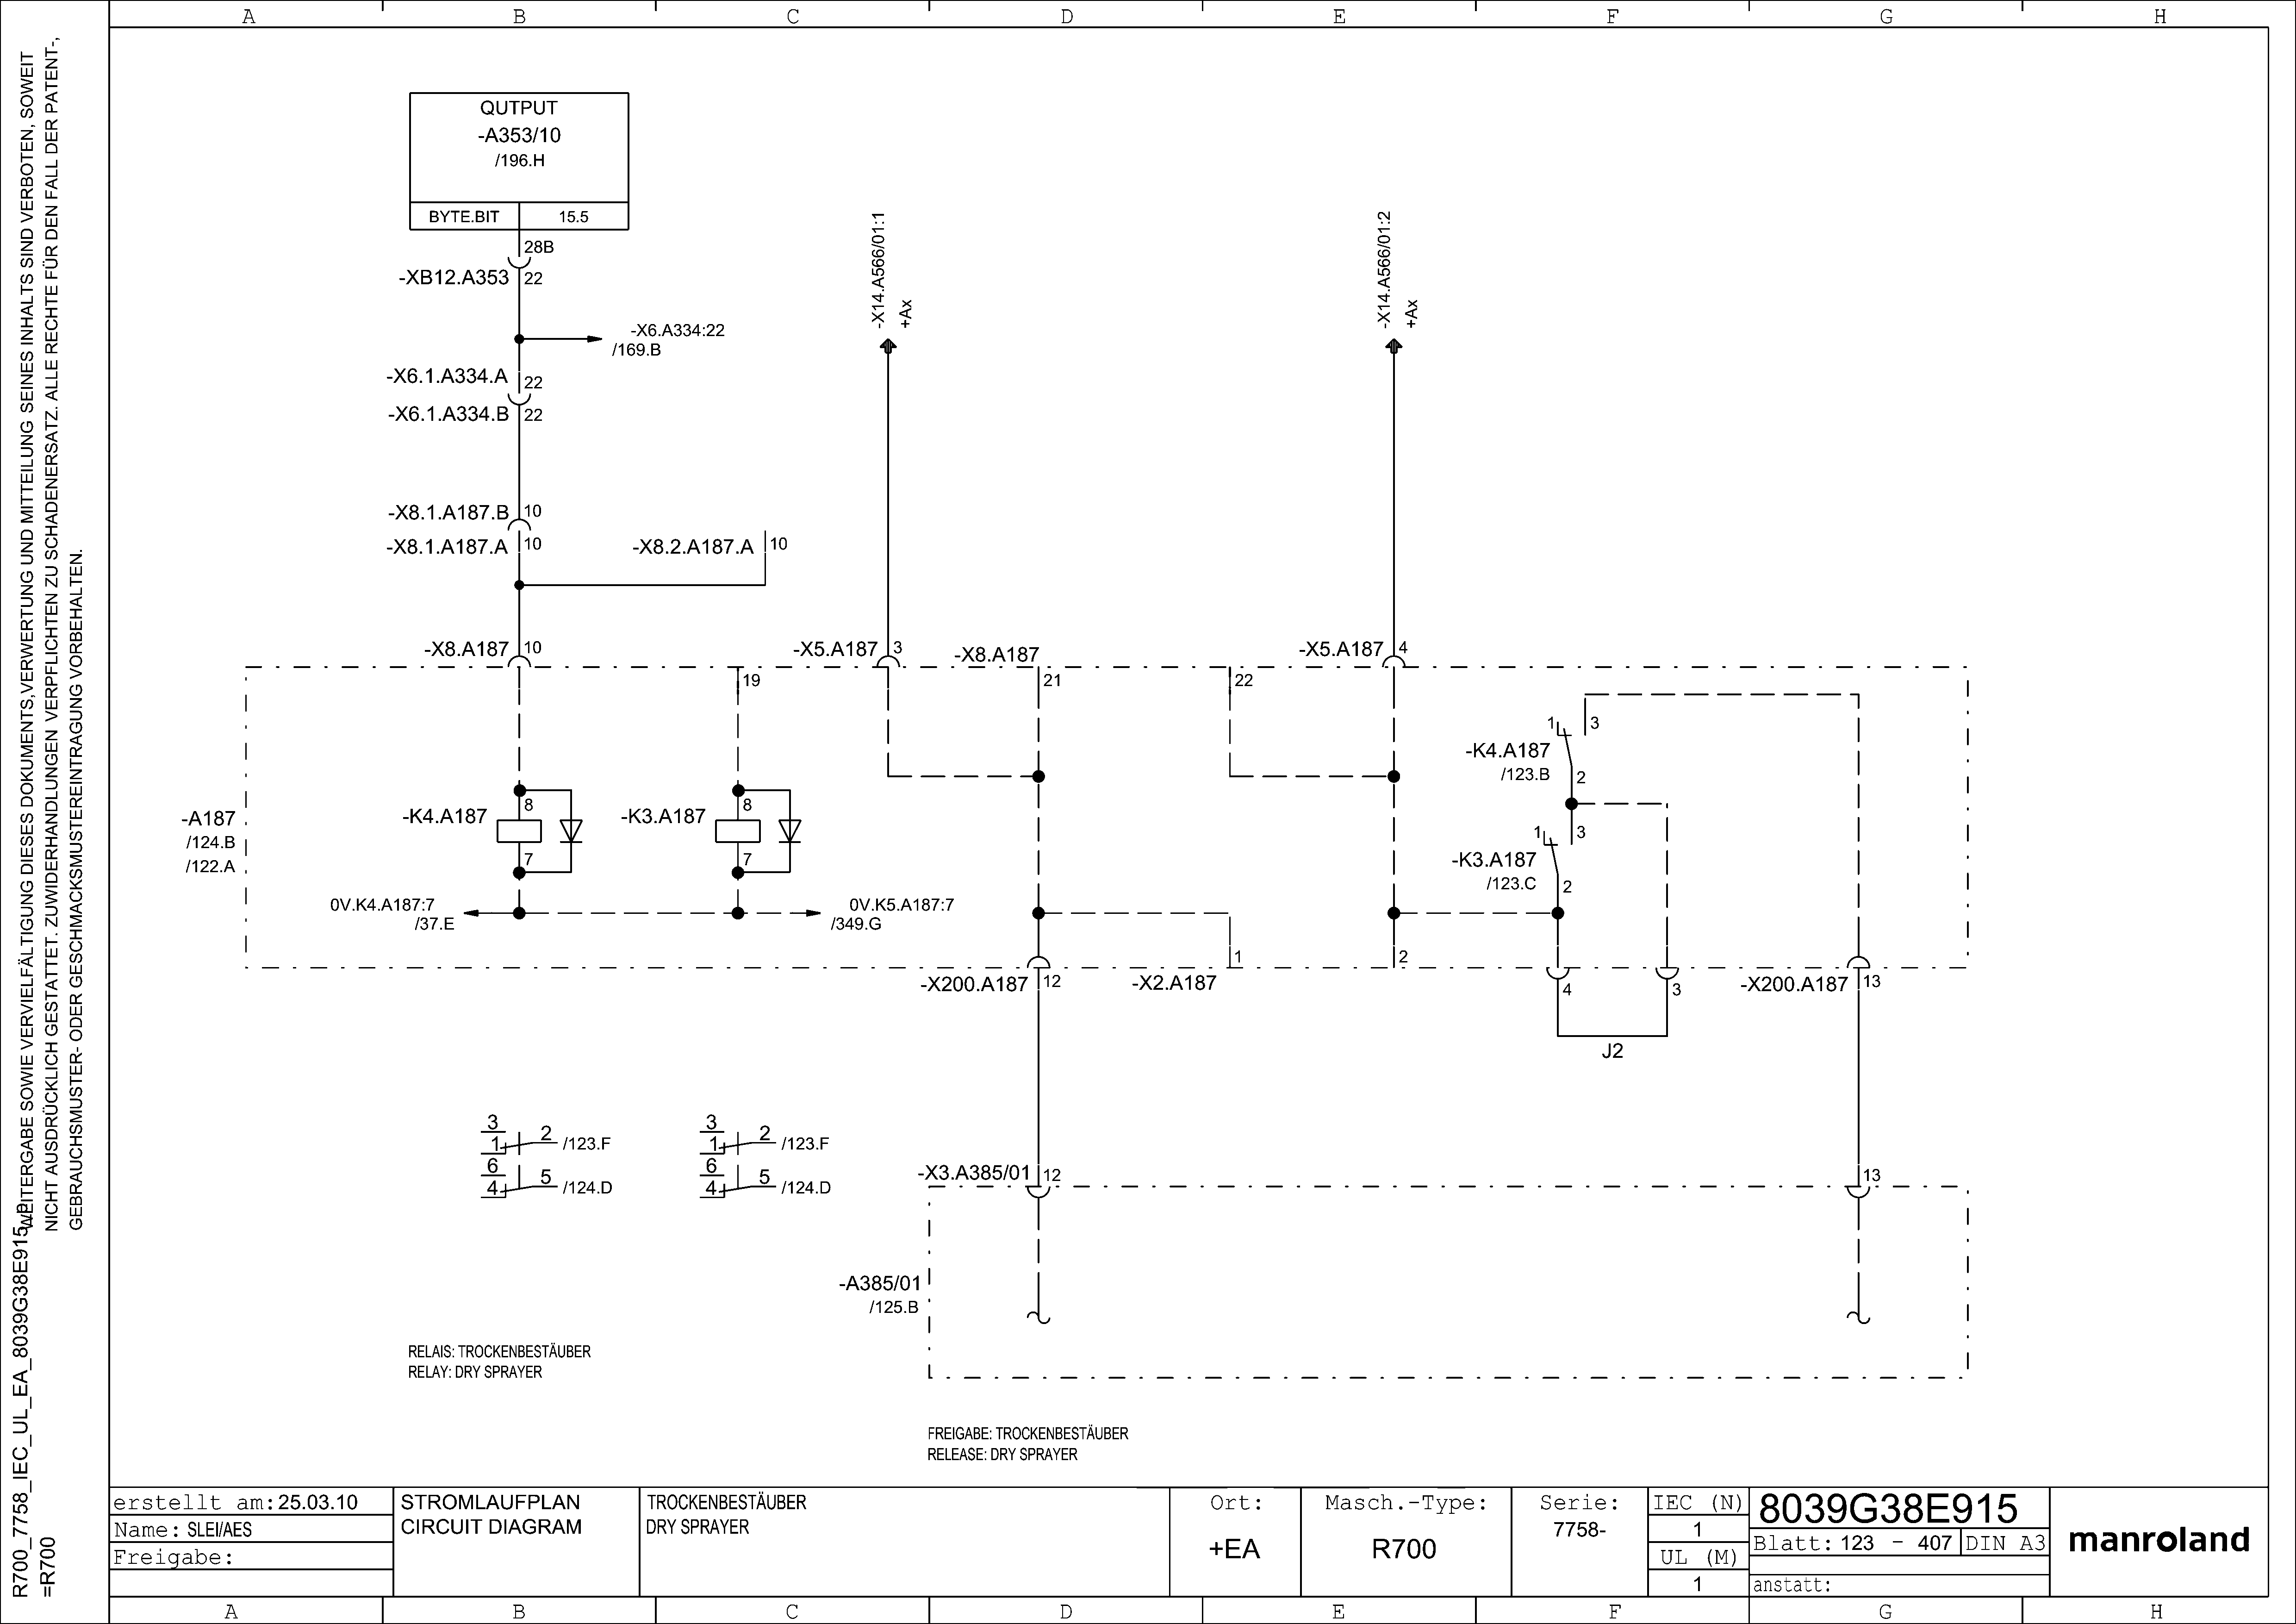 A B C D E F G H
QUTPUT
-A353/10
/196.H
BYTE.BIT 15.5
28B
-XB12.A353 22
-X6.A334:22
/169.B
-X6.1.A334.A 22
-X6.1.A334.B 22
-X14.A566/01:1
+Ax
-X14.A566/01:2
+Ax
-X8.1.A187.B 10
-X8.1.A187.A 10
-X8.2.A187.A 10
-X8.A187 10
-X5.A187 3
-X8.A187
-X5.A187 4
19
21
22
1 3
-K4.A187
/123.B 2
-A187
/124.B
/122.A
-K4.A187 8
7
-K3.A187 8
7
1 3
-K3.A187
/123.C 2
0V.K4.A187:7
/37.E
0V.K5.A187:7
/349.G
1
2
-X200.A187 12
-X2.A187
4
3
-X200.A187 13
J2
3
1 2 /123.F
6
4 5 /124.D
3
1 2 /123.F
6
4 5 /124.D
-X3.A385/01 12
13
-A385/01
/125.B
RELAIS: TROCKENBESTÄUBER
RELAY: DRY SPRAYER
FREIGABE: TROCKENBESTÄUBER
RELEASE: DRY SPRAYER
erstellt am: 25.03.10
Name: SLEI/AES
Freigabe:
STROMLAUFPLAN
CIRCUIT DIAGRAM
TROCKENBESTÄUBER
DRY SPRAYER
Ort:
+EA
Masch.-Type:
R700
Serie:
7758-
IEC (N)
1
UL (M)
1
8039G38E915
Blatt: 123 - 407 DIN A3
anstatt:
manroland
A B C D E F G H
WEITERGABE SOWIE VERVIELFÄLTIGUNG DIESES DOKUMENTS,VERWERTUNG UND MITTEILUNG SEINES INHALTS SIND VERBOTEN, SOWEIT
NICHT AUSDRÜCKLICH GESTATTET. ZUWIDERHANDLUNGEN VERPFLICHTEN ZU SCHADENERSATZ. ALLE RECHTE FÜR DEN FALL DER PATENT-,
GEBRAUCHSMUSTER- ODER GESCHMACKSMUSTEREINTRAGUNG VORBEHALTEN.
R700_7758_IEC_UL_EA_8039G38E915_
=R700